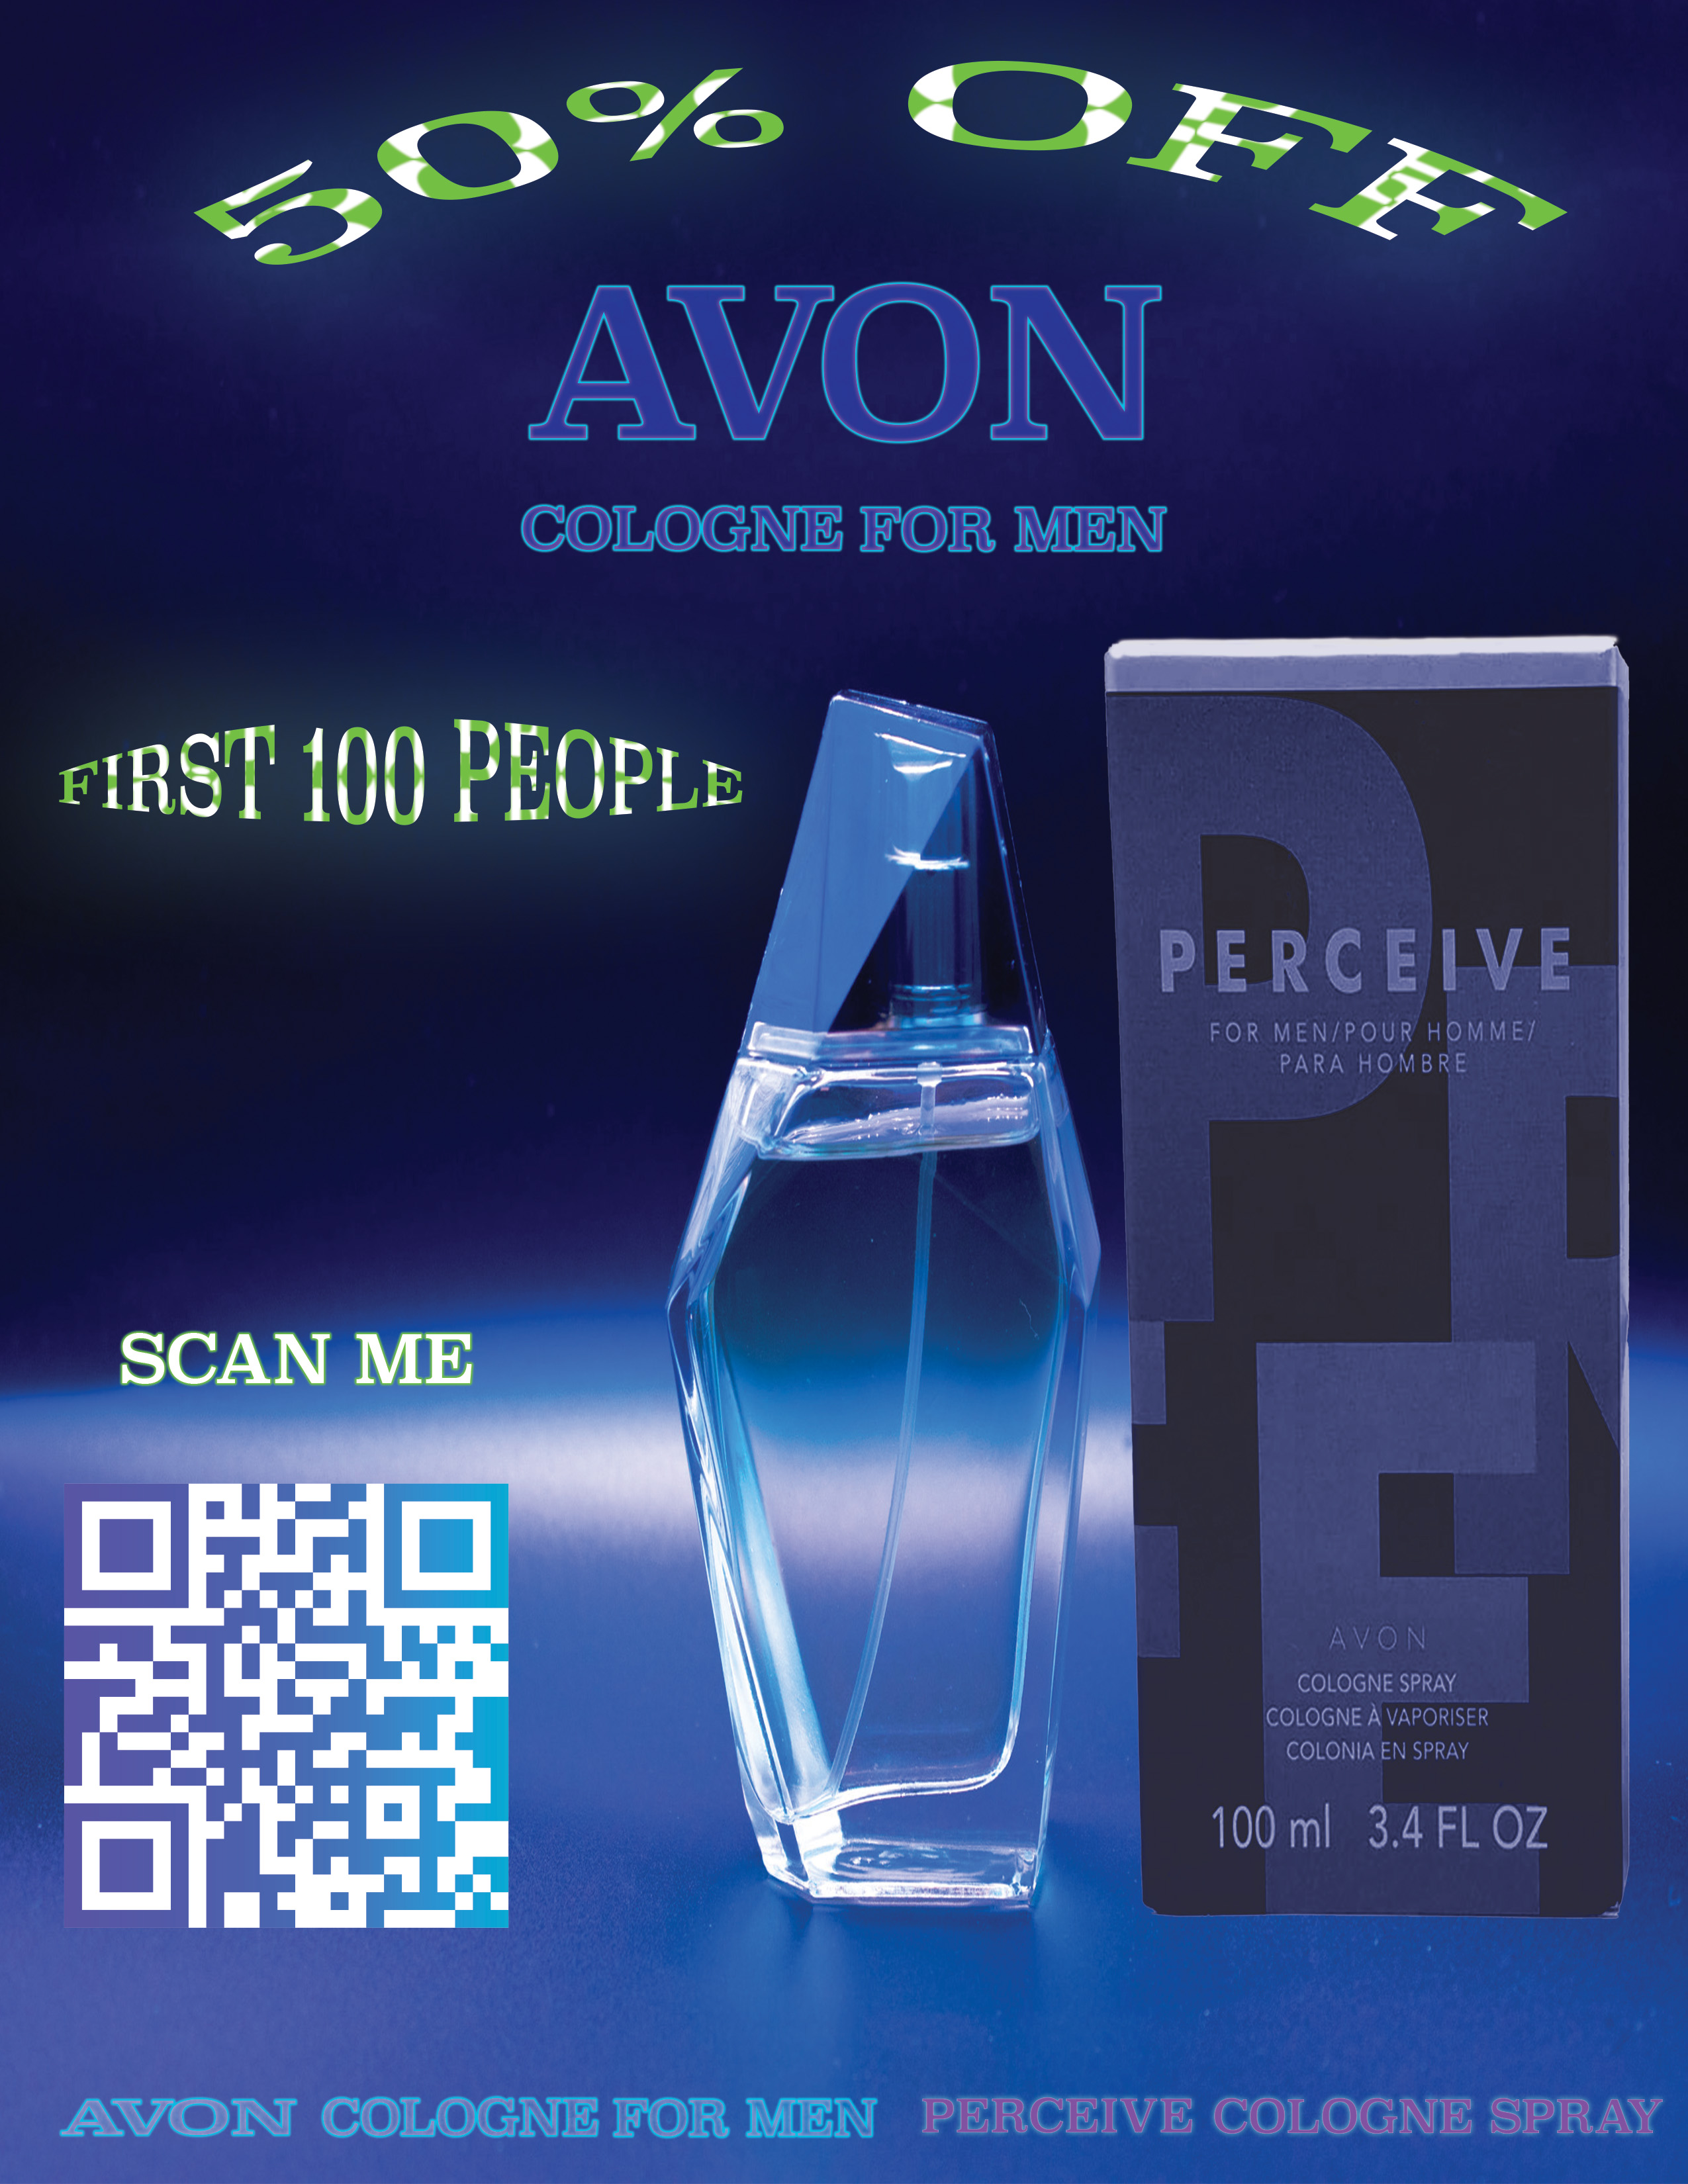 50% OFF
AVON
COLOGNE FOR MEN
FIRST 100 PEOPLE
PERCEIVE
FOR MEN/POUR HOMME/
PARA HOMBRE
SCAN ME
AVON
COLOGNE SPRAY
COLOGNE À VAPORISER
COLONIA EN SPRAY
100 ml 3.4 FL OZ
AVON COLOGNE FOR MEN PERCEIVE COLOGNE SPRAY